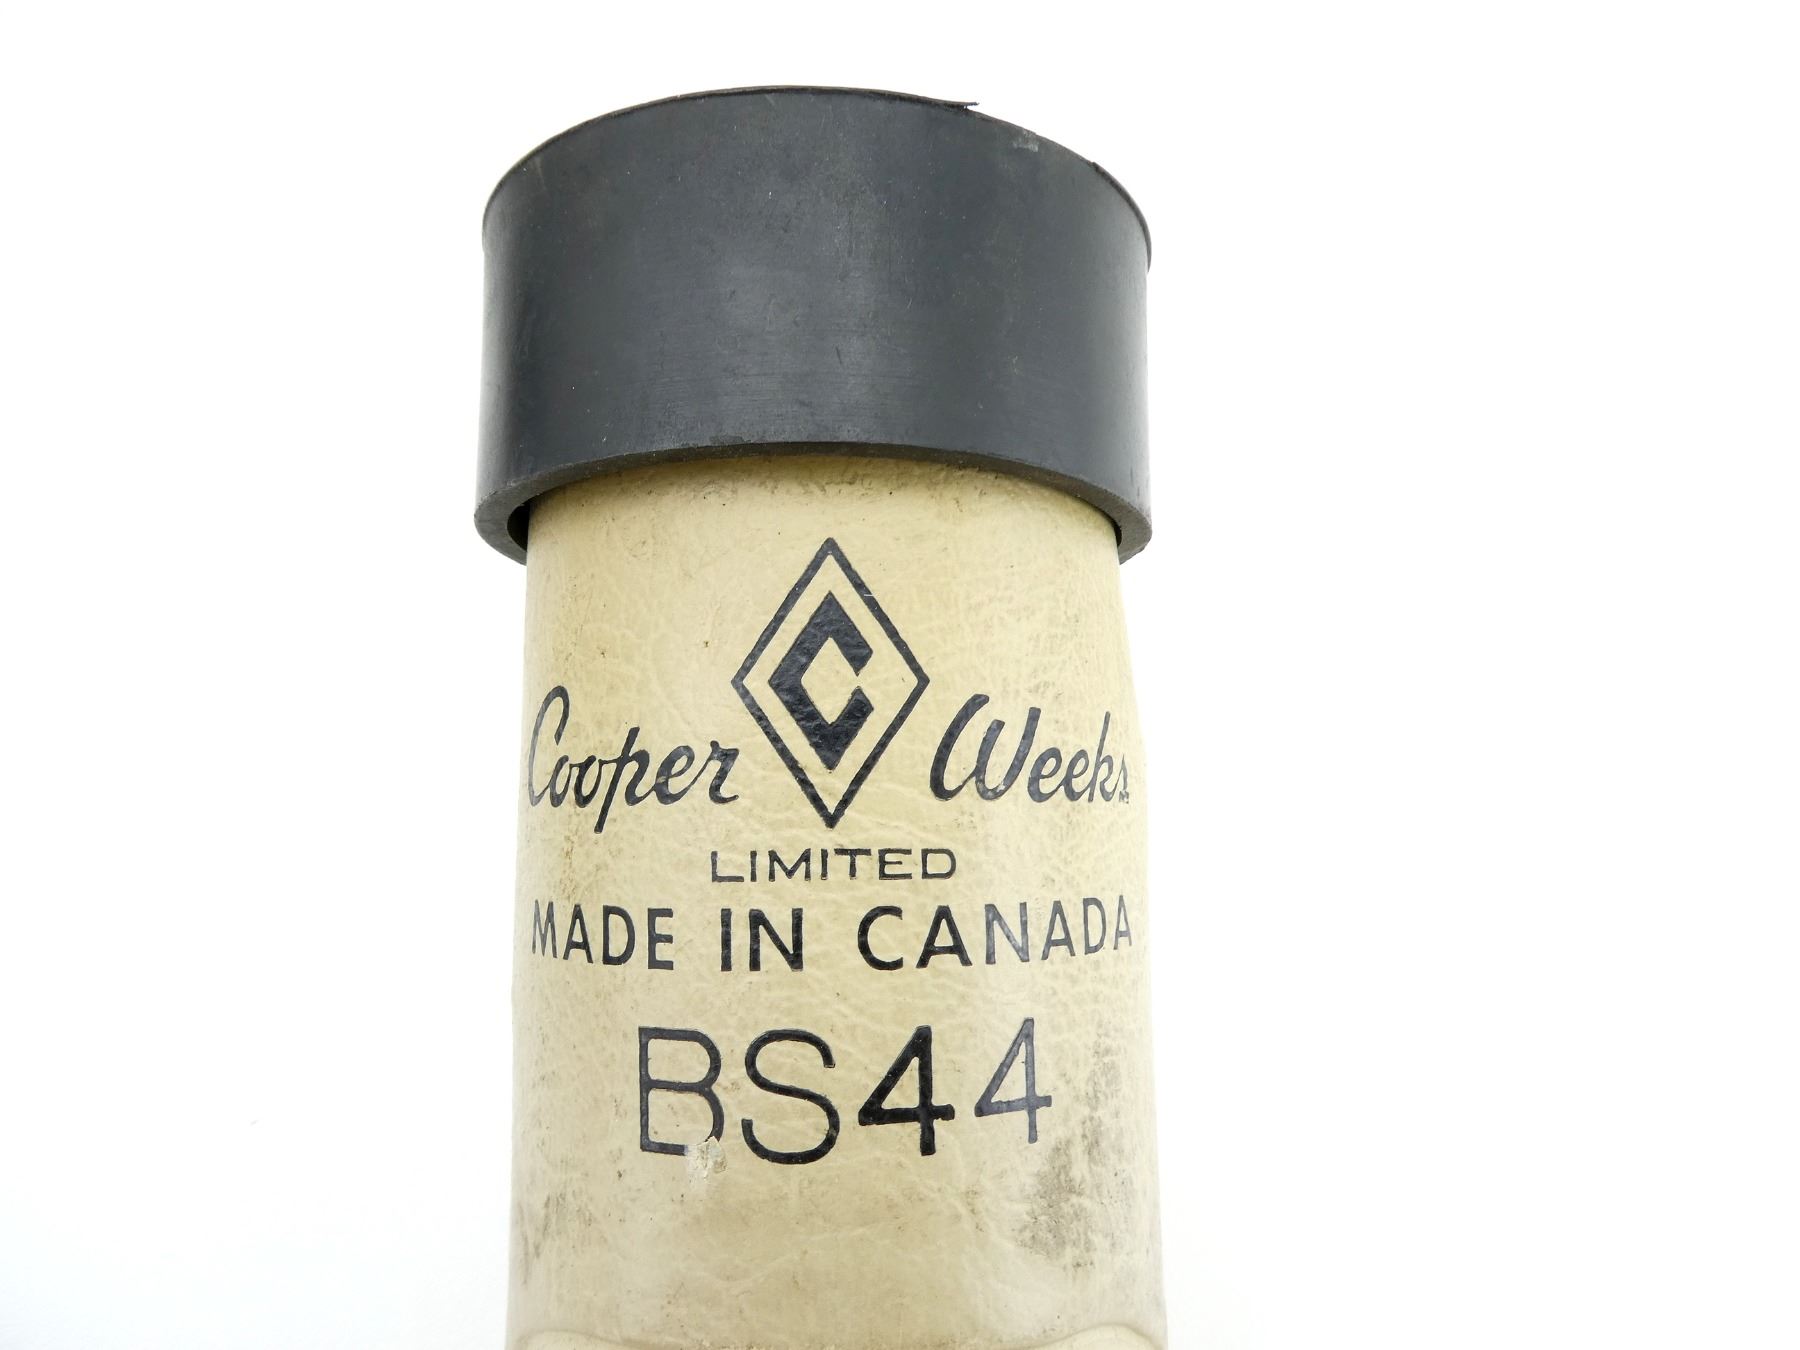 C
Cooper Weeks
LIMITED
MADE IN CANADA
BS44